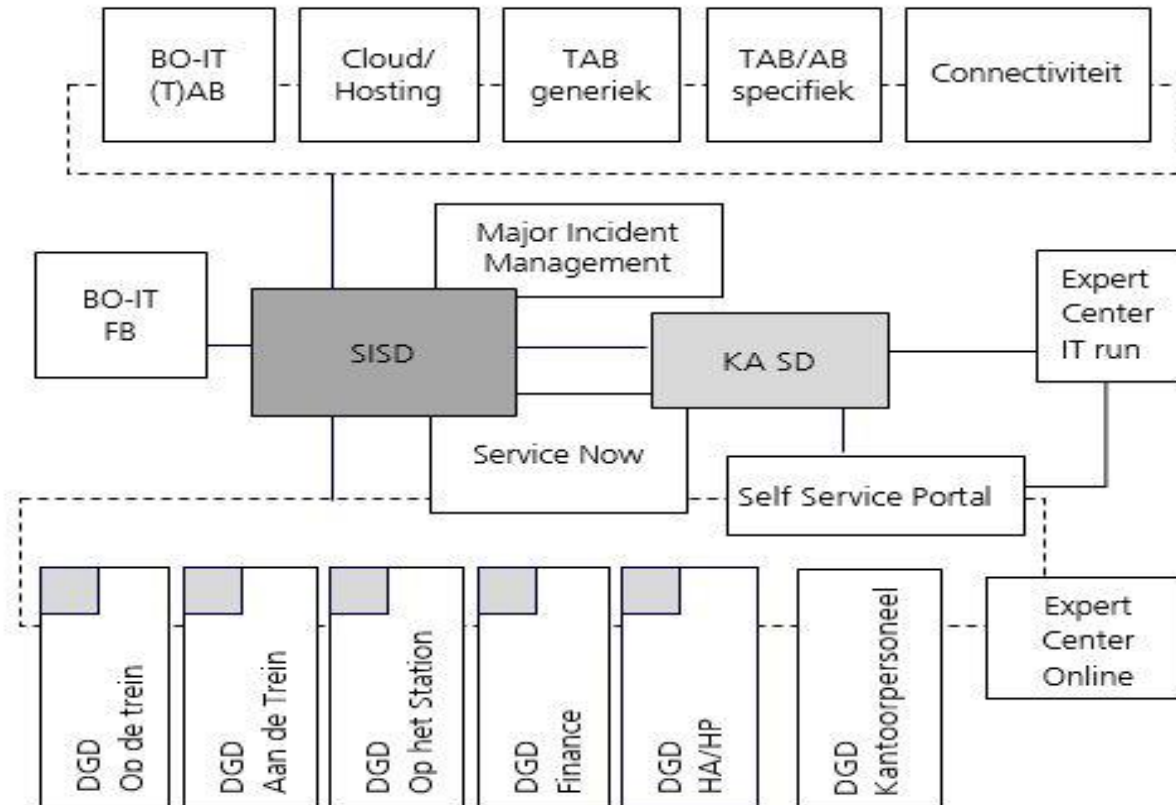 BO-IT
(T)AB
Cloud/
Hosting
TAB
generiek
TAB/AB
specifiek
Connectiviteit
Major Incident
Management
BO-IT
FB
SISD
KA SD
Expert
Center
IT run
Service Now
Self Service Portal
DGD
Op de trein
DGD
Aan de Trein
DGD
Op het Station
DGD
Finance
DGD
HA/HP
DGD
Kantoorpersoneel
Expert
Center
Online